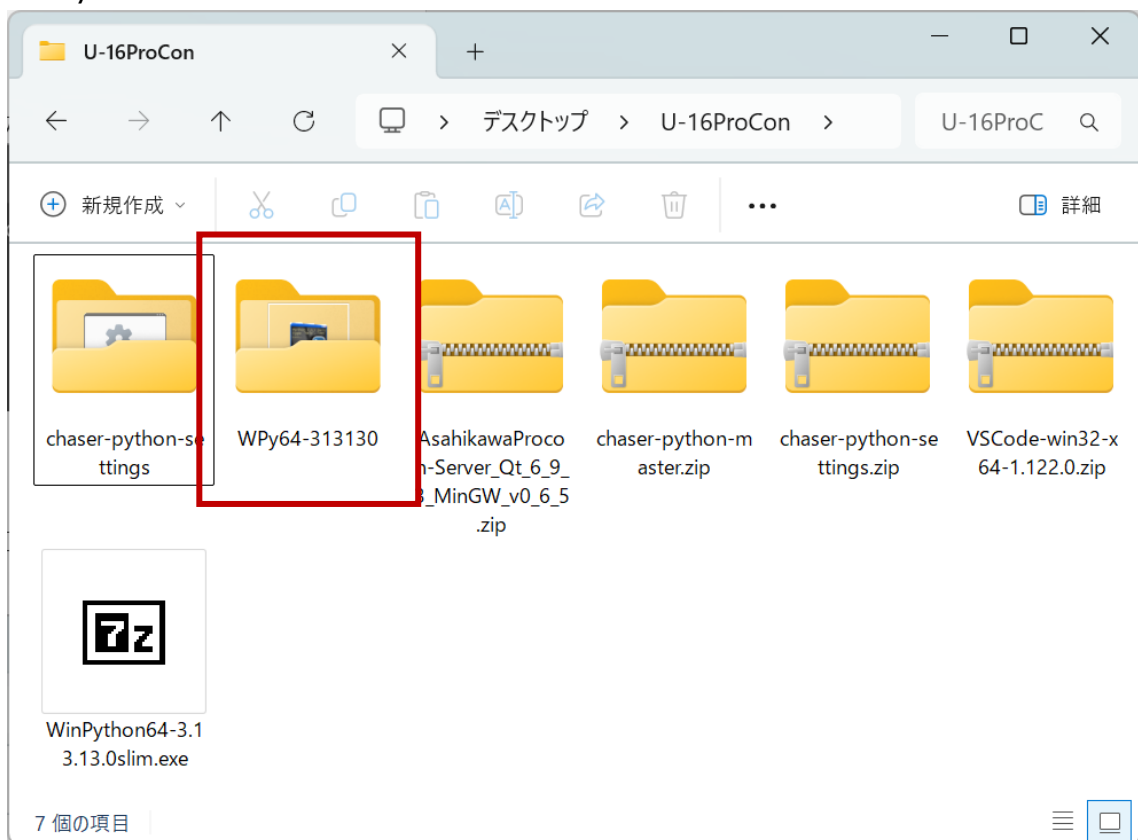 U-16ProCon
デスクトップ > U-16ProCon >
U-16ProC
新規作成
詳細
chaser-python-se
ttings
WPy64-313130
AsahikawaProco
n-Server_Qt_6_9_
3_MinGW_v0_6_5
.zip
chaser-python-m
aster.zip
chaser-python-se
ttings.zip
VSCode-win32-x
64-1.122.0.zip
7z
WinPython64-3.1
3.13.0slim.exe
7 個の項目